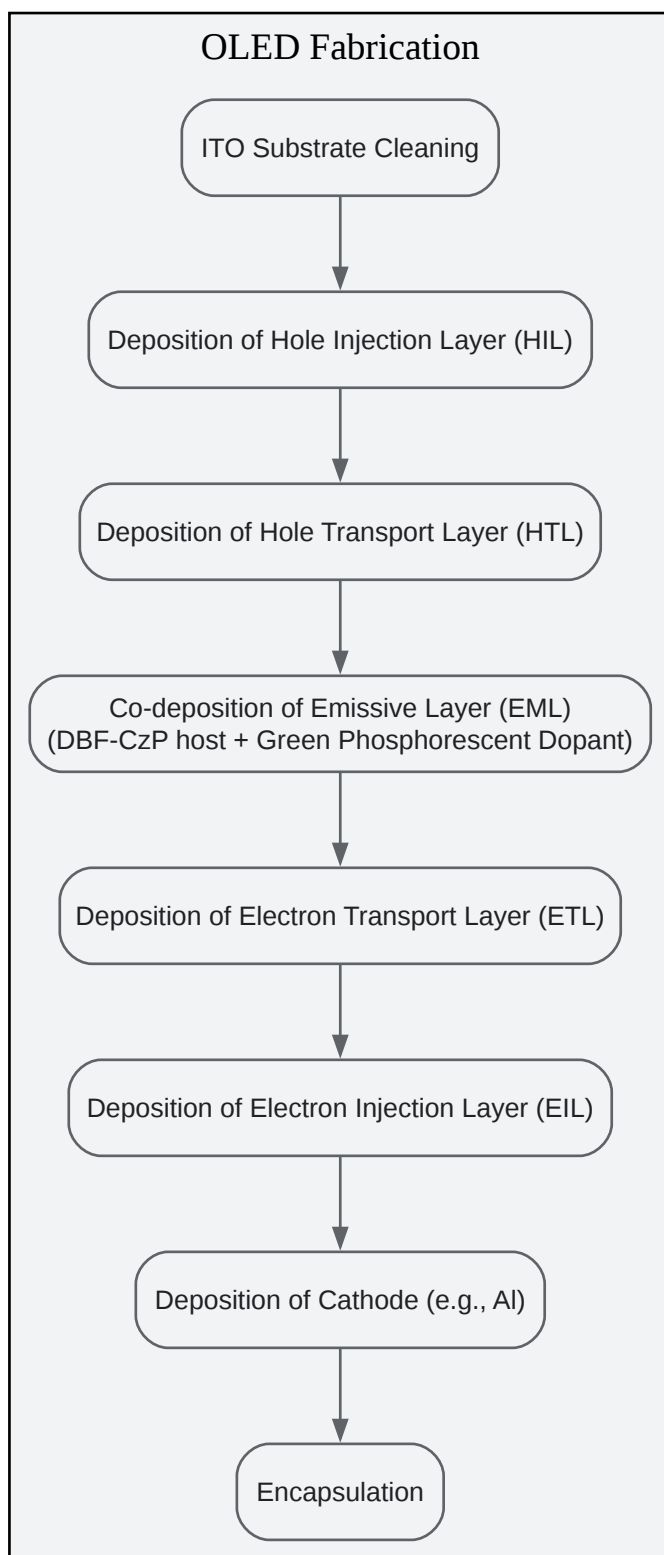 OLED Fabrication
ITO Substrate Cleaning
Deposition of Hole Injection Layer (HIL)
Deposition of Hole Transport Layer (HTL)
Co-deposition of Emissive Layer (EML)
(DBF-CzP host + Green Phosphorescent Dopant)
Deposition of Electron Transport Layer (ETL)
Deposition of Electron Injection Layer (EIL)
Deposition of Cathode (e.g., Al)
Encapsulation